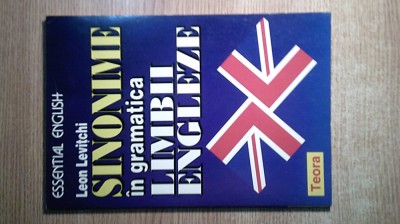 ESSENTIAL ENGLISH
Leon Levițchi
SINONIME
în gramatica
LIMBII
ENGLEZE
Teora